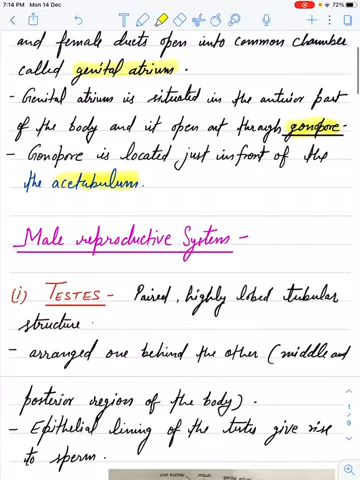 7:14 PM Mon 14 Dec
72%
and female ducts open into common chamber
called genital atrium.
- Genital atrium is situated in the anterior part
of the body and it open out through gonopore.
- Gonopore is located just infront of the
the acetabulum.
Male reproductive System -
(i) TESTES - Paired, highly lobed tubular
structure.
- arranged one behind the other (middle and
posterior region of the body).
- Epithelial lining of the testes give rise
to sperm.
1
9